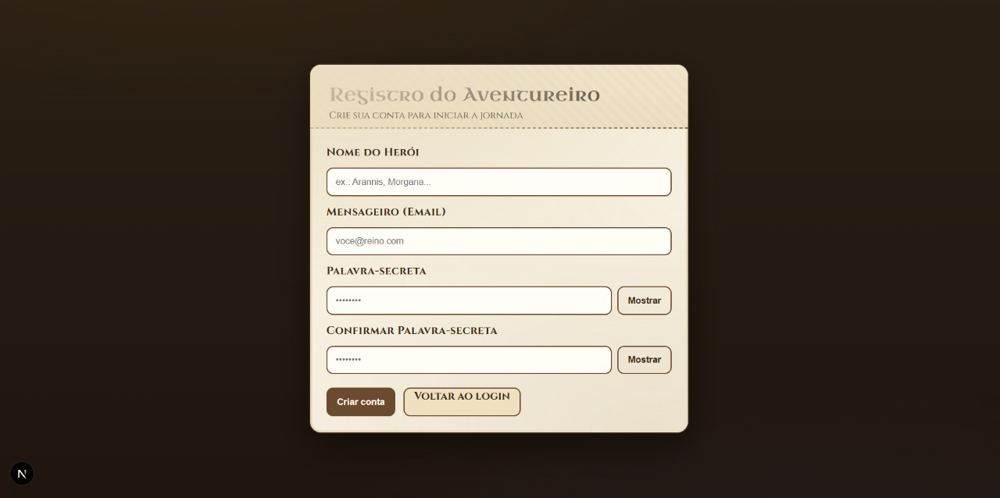 Registro do Aventureiro
Crie sua conta para iniciar a jornada
Nome do Herói
ex.: Arannis, Morgana...
Mensageiro (Email)
voce@reino.com
Palavra-secreta
••••••••
Mostrar
Confirmar Palavra-secreta
••••••••
Mostrar
Criar conta
Voltar ao login
N